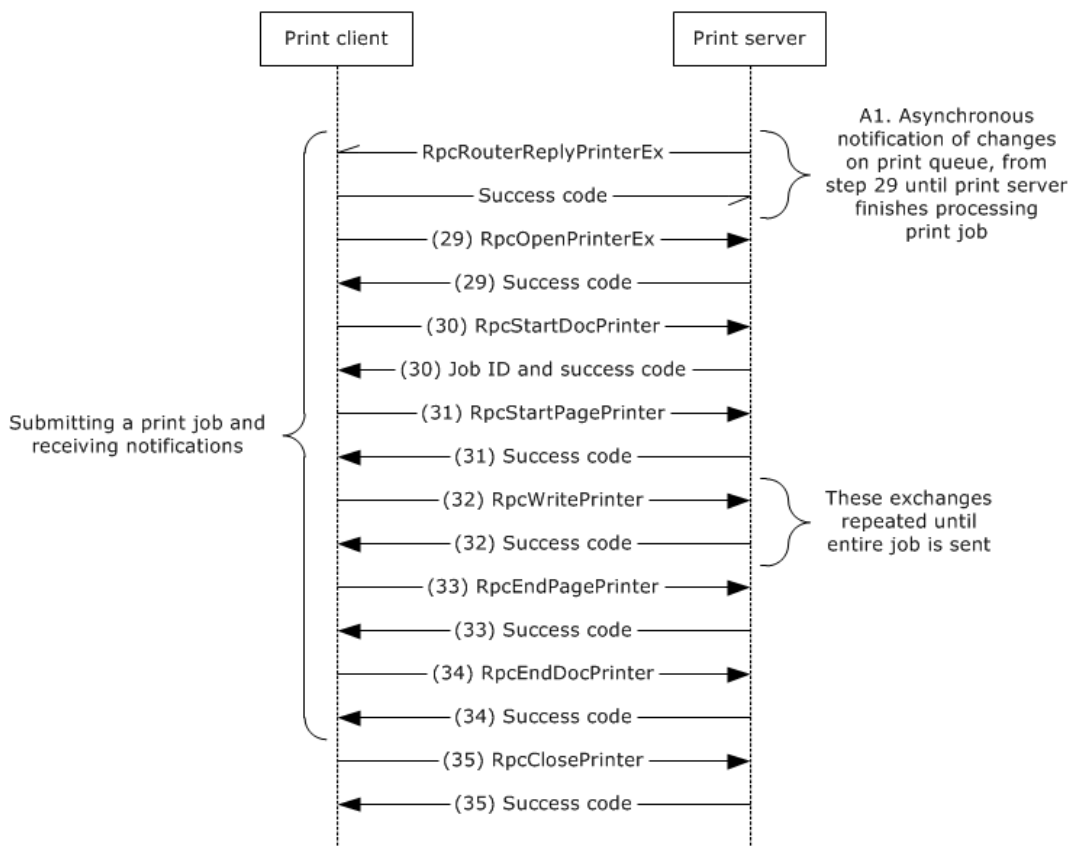 Print client
Print server
A1. Asynchronous
notification of changes
on print queue, from
step 29 until print server
finishes processing
print job
RpcRouterReplyPrinterEx
Success code
(29) RpcOpenPrinterEx
(29) Success code
(30) RpcStartDocPrinter
(30) Job ID and success code
(31) RpcStartPagePrinter
Submitting a print job and
receiving notifications
(31) Success code
(32) RpcWritePrinter
(32) Success code
These exchanges
repeated until
entire job is sent
(33) RpcEndPagePrinter
(33) Success code
(34) RpcEndDocPrinter
(34) Success code
(35) RpcClosePrinter
(35) Success code